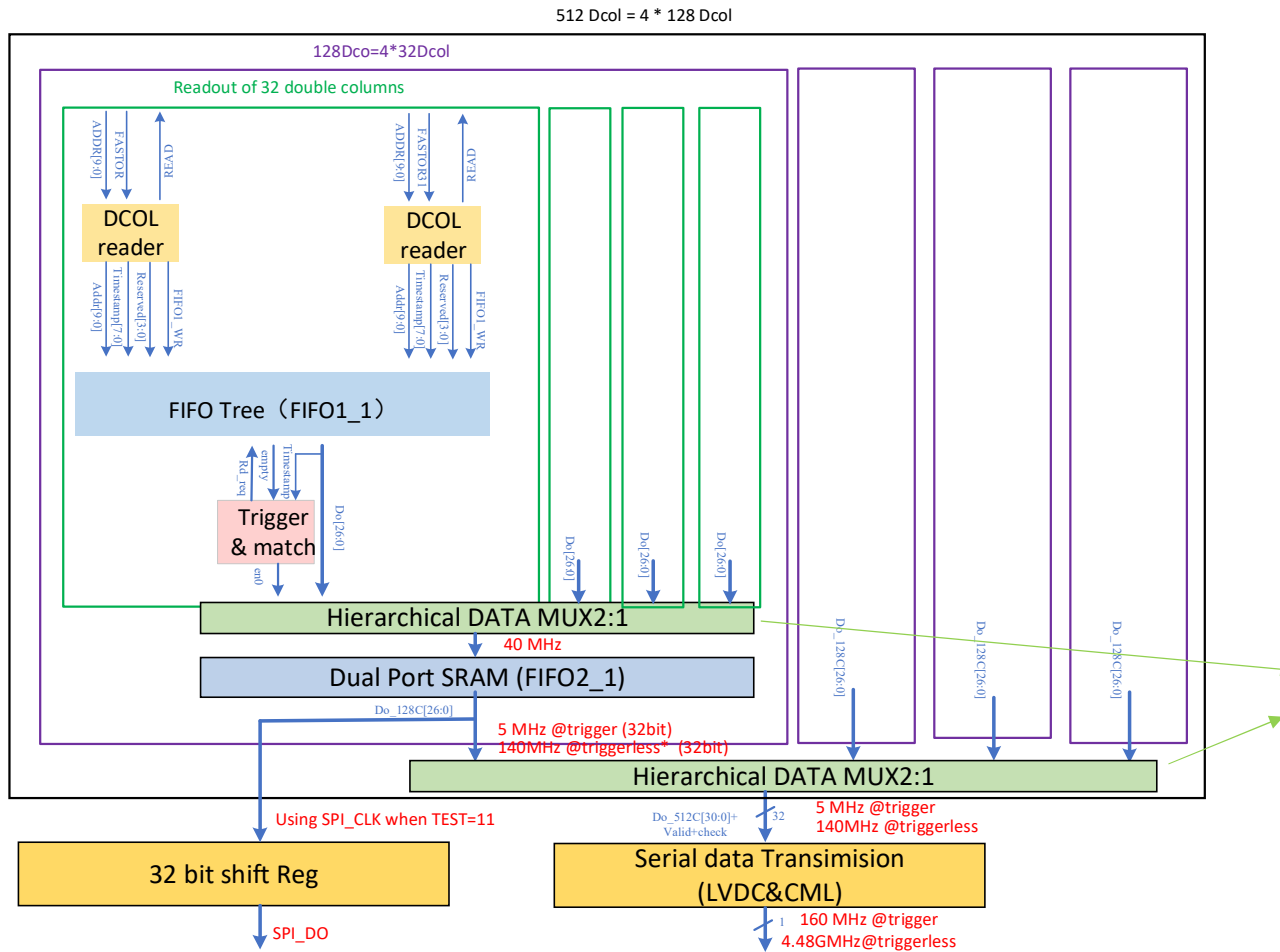 512 Dcol = 4 * 128 Dcol
128Dco=4*32Dcol
Readout of 32 double columns
ADDR[9:0]
FASTOR
READ
ADDR[9:0]
FASTOR31
READ
DCOL
reader
DCOL
reader
Addr[9:0]
Timestamp[7:0]
Reserved[3:0]
FIFO1_WR
Addr[9:0]
Timestamp[7:0]
Reserved[3:0]
FIFO1_WR
FIFO Tree（FIFO1_1）
Rd_req
empty
Timestamp
Do[26:0]
Trigger
& match
en0
Do[26:0]
Do[26:0]
Do[26:0]
Hierarchical DATA MUX2:1
40 MHz
Dual Port SRAM (FIFO2_1)
Do_128C[26:0]
Do_128C[26:0]
Do_128C[26:0]
Do_128C[26:0]
5 MHz @trigger (32bit)
140MHz @triggerless* (32bit)
Hierarchical DATA MUX2:1
Using SPI_CLK when TEST=11
Do_512C[30:0]+
Valid+check
32
5 MHz @trigger
140MHz @triggerless
32 bit shift Reg
Serial data Transimision
(LVDC&CML)
SPI_DO
1
160 MHz @trigger
4.48GMHz@triggerless